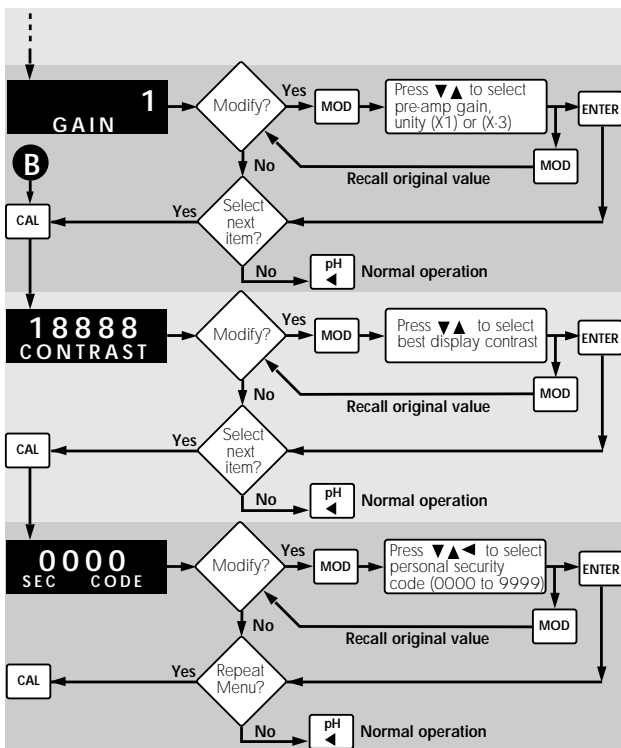 1
GAIN
Modify?
Yes
MOD
Press ▼▲ to select
pre-amp gain,
unity (X1) or (X-3)
ENTER
MOD
Recall original value
No
B
CAL
Yes
Select
next
item?
No
pH
◄
Normal operation
18888
CONTRAST
Modify?
Yes
MOD
Press ▼▲ to select
best display contrast
ENTER
MOD
Recall original value
No
CAL
Yes
Select
next
item?
No
pH
◄
Normal operation
0000
SEC CODE
Modify?
Yes
MOD
Press ▼▲◄ to select
personal security
code (0000 to 9999)
ENTER
MOD
Recall original value
No
CAL
Yes
Repeat
Menu?
No
pH
◄
Normal operation